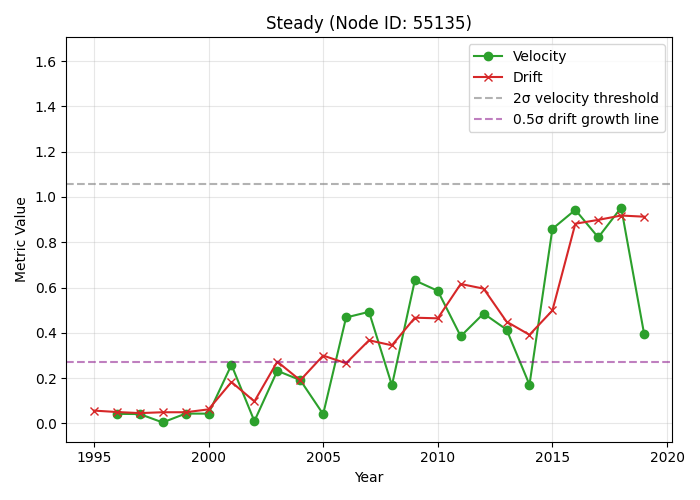 Steady (Node ID: 55135)
Velocity
Drift
2σ velocity threshold
0.5σ drift growth line
Metric Value
1.6
1.4
1.2
1.0
0.8
0.6
0.4
0.2
0.0
1995 2000 2005 2010 2015 2020
Year